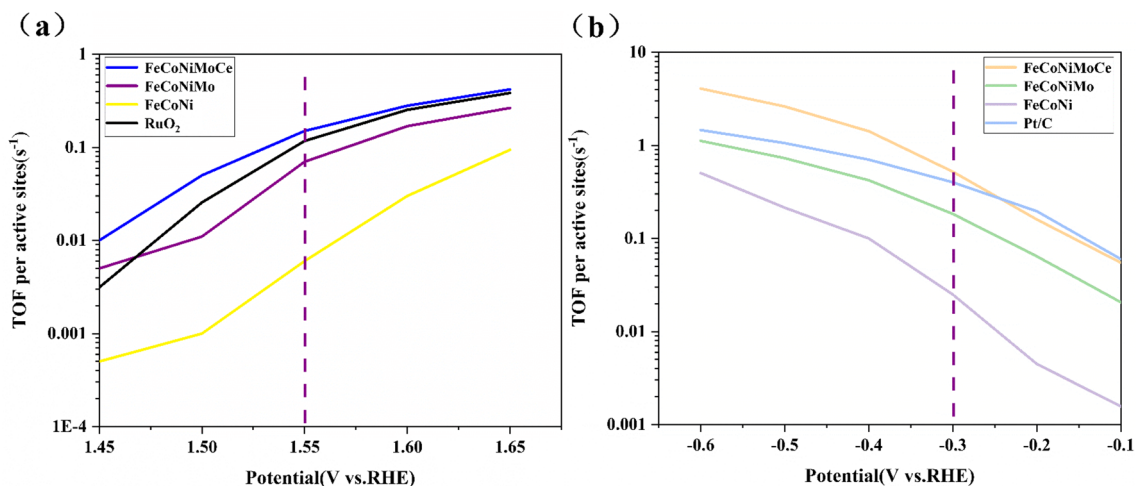 (a)
TOF per active sites(s⁻¹)
1
0.1
0.01
0.001
1E-4
FeCoNiMoCe
FeCoNiMo
FeCoNi
RuO₂
1.45
1.50
1.55
1.60
1.65
Potential(V vs.RHE)
(b)
TOF per active sites(s⁻¹)
10
1
0.1
0.01
0.001
FeCoNiMoCe
FeCoNiMo
FeCoNi
Pt/C
-0.6
-0.5
-0.4
-0.3
-0.2
-0.1
Potential(V vs.RHE)